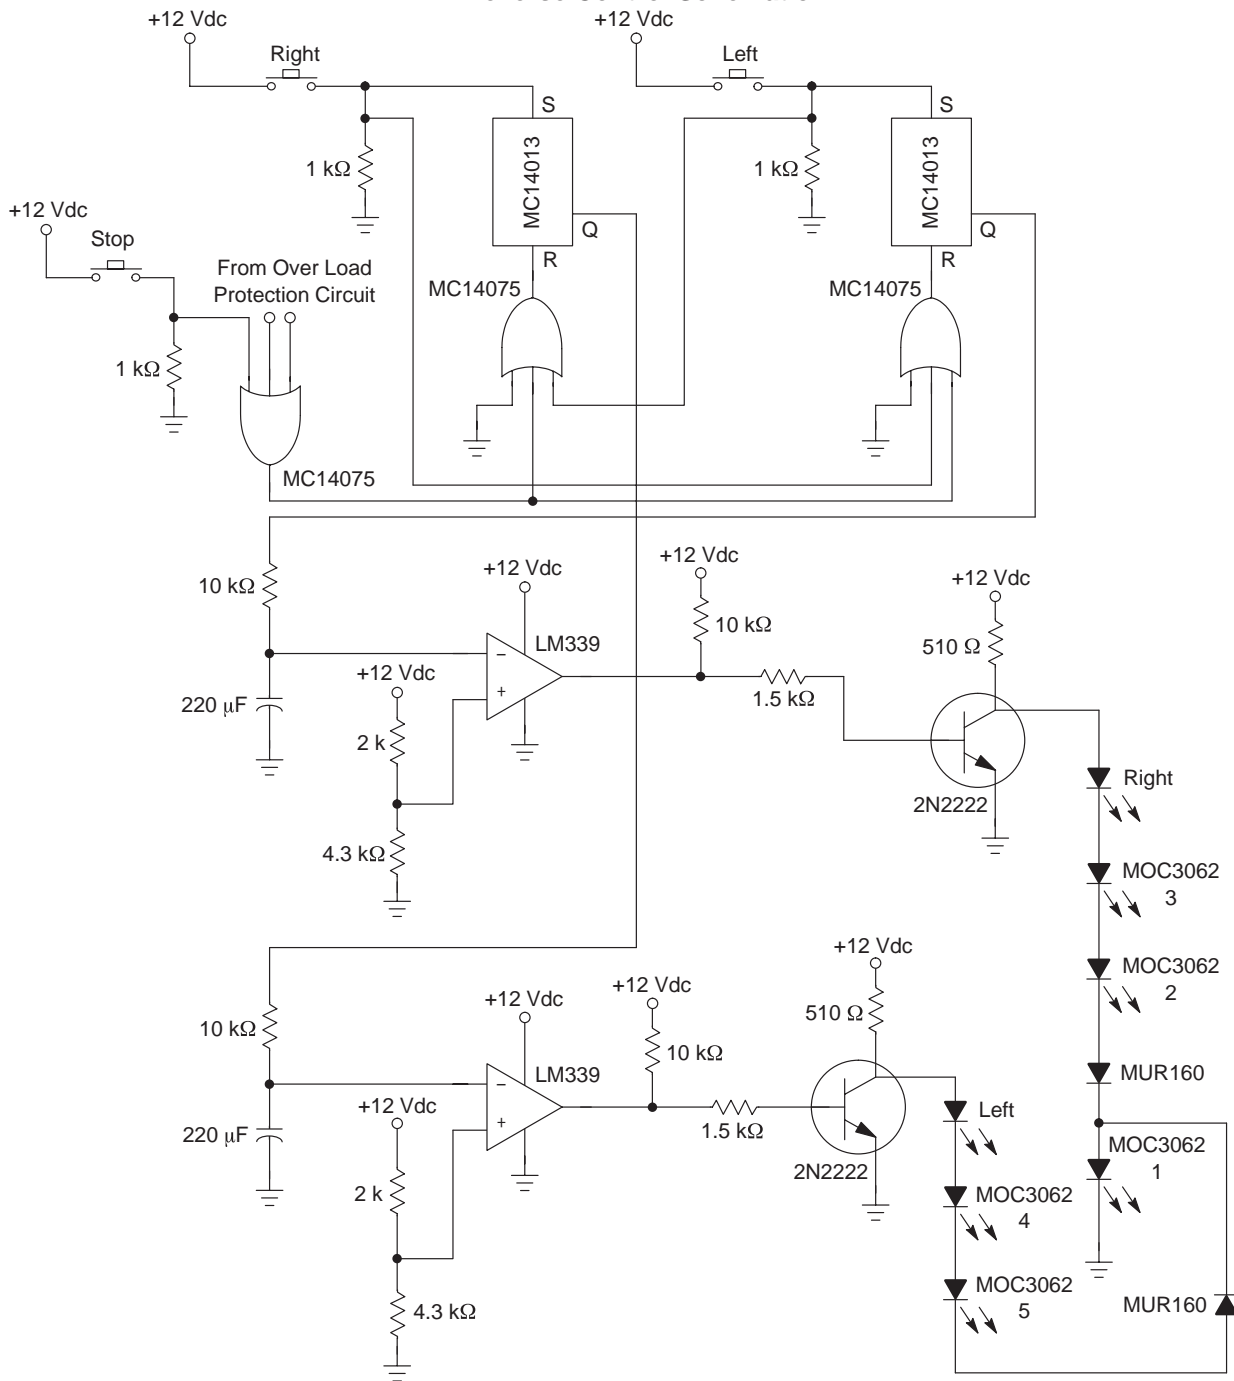 +12 Vdc
+12 Vdc
Right
Left
S
S
MC14013
MC14013
1 kΩ
1 kΩ
+12 Vdc
Q
Q
Stop
R
R
From Over Load
Protection Circuit
MC14075
MC14075
1 kΩ
MC14075
+12 Vdc
+12 Vdc
+12 Vdc
10 kΩ
10 kΩ
LM339
510 Ω
+12 Vdc
−
+
1.5 kΩ
220 µF
2 k
2N2222
Right
4.3 kΩ
MOC3062
3
+12 Vdc
MOC3062
2
+12 Vdc
+12 Vdc
510 Ω
10 kΩ
10 kΩ
LM339
MUR160
+12 Vdc
−
+
Left
1.5 kΩ
220 µF
MOC3062
1
2N2222
2 k
MOC3062
4
MOC3062
5
4.3 kΩ
MUR160